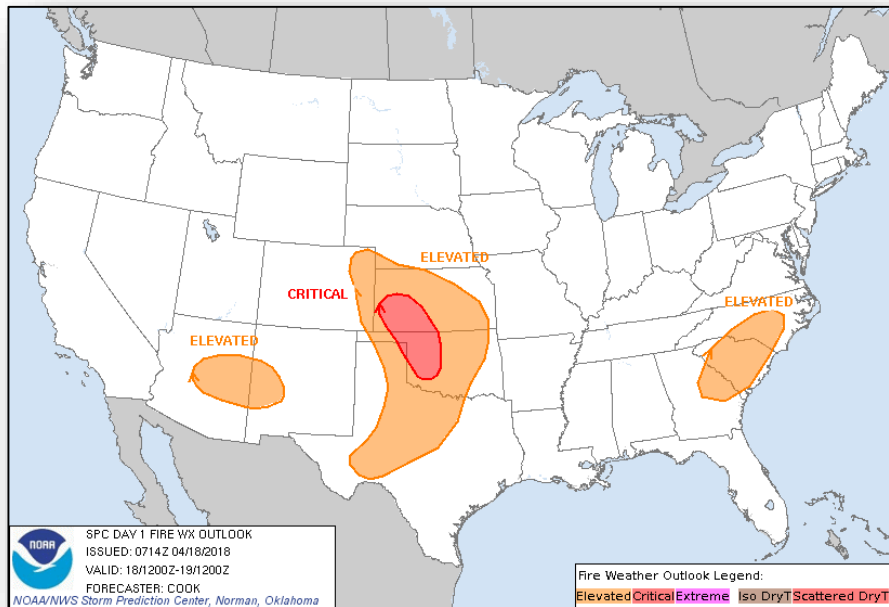 ELEVATED
CRITICAL
ELEVATED
ELEVATED
SPC DAY 1 FIRE WX OUTLOOK
ISSUED: 0714Z 04/18/2018
VALID: 18/1200Z-19/1200Z
FORECASTER: COOK
NOAA/NWS Storm Prediction Center, Norman, Oklahoma
NOAA
Fire Weather Outlook Legend:
Elevated Critical Extreme Iso DryT Scattered DryT